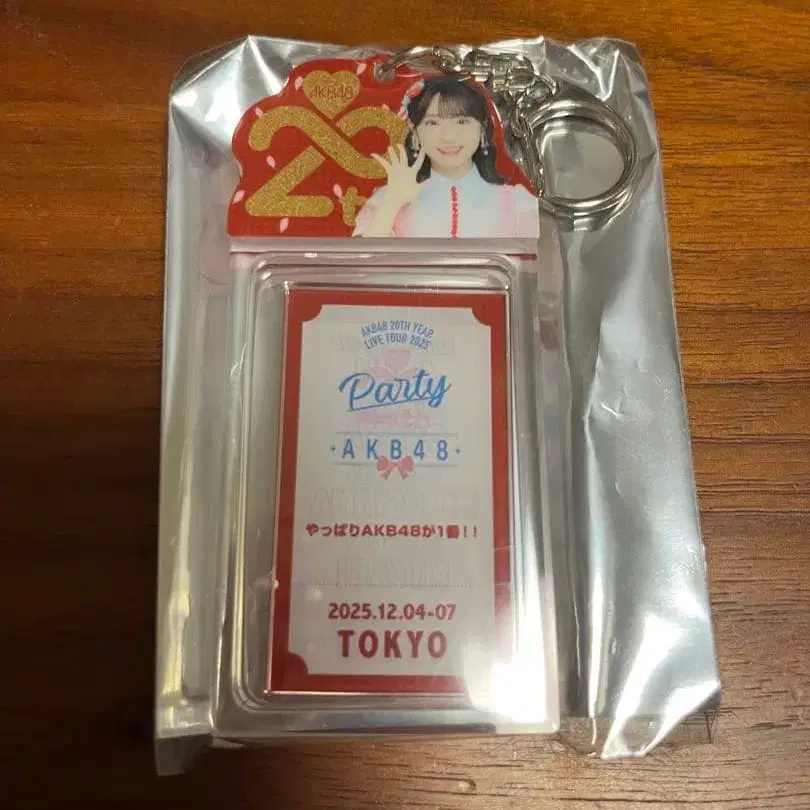 AKB48
20th
AKB48 20TH YEAR
LIVE TOUR 2025
Party
・AKB48・
やっぱりAKB48が1番！！
2025.12.04-07
TOKYO